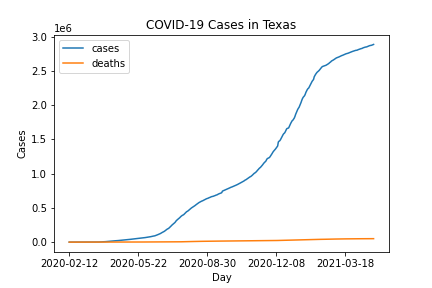 COVID-19 Cases in Texas
1e6
3.0
2.5
2.0
1.5
1.0
0.5
0.0
Cases
cases
deaths
2020-02-12 2020-05-22 2020-08-30 2020-12-08 2021-03-18
Day